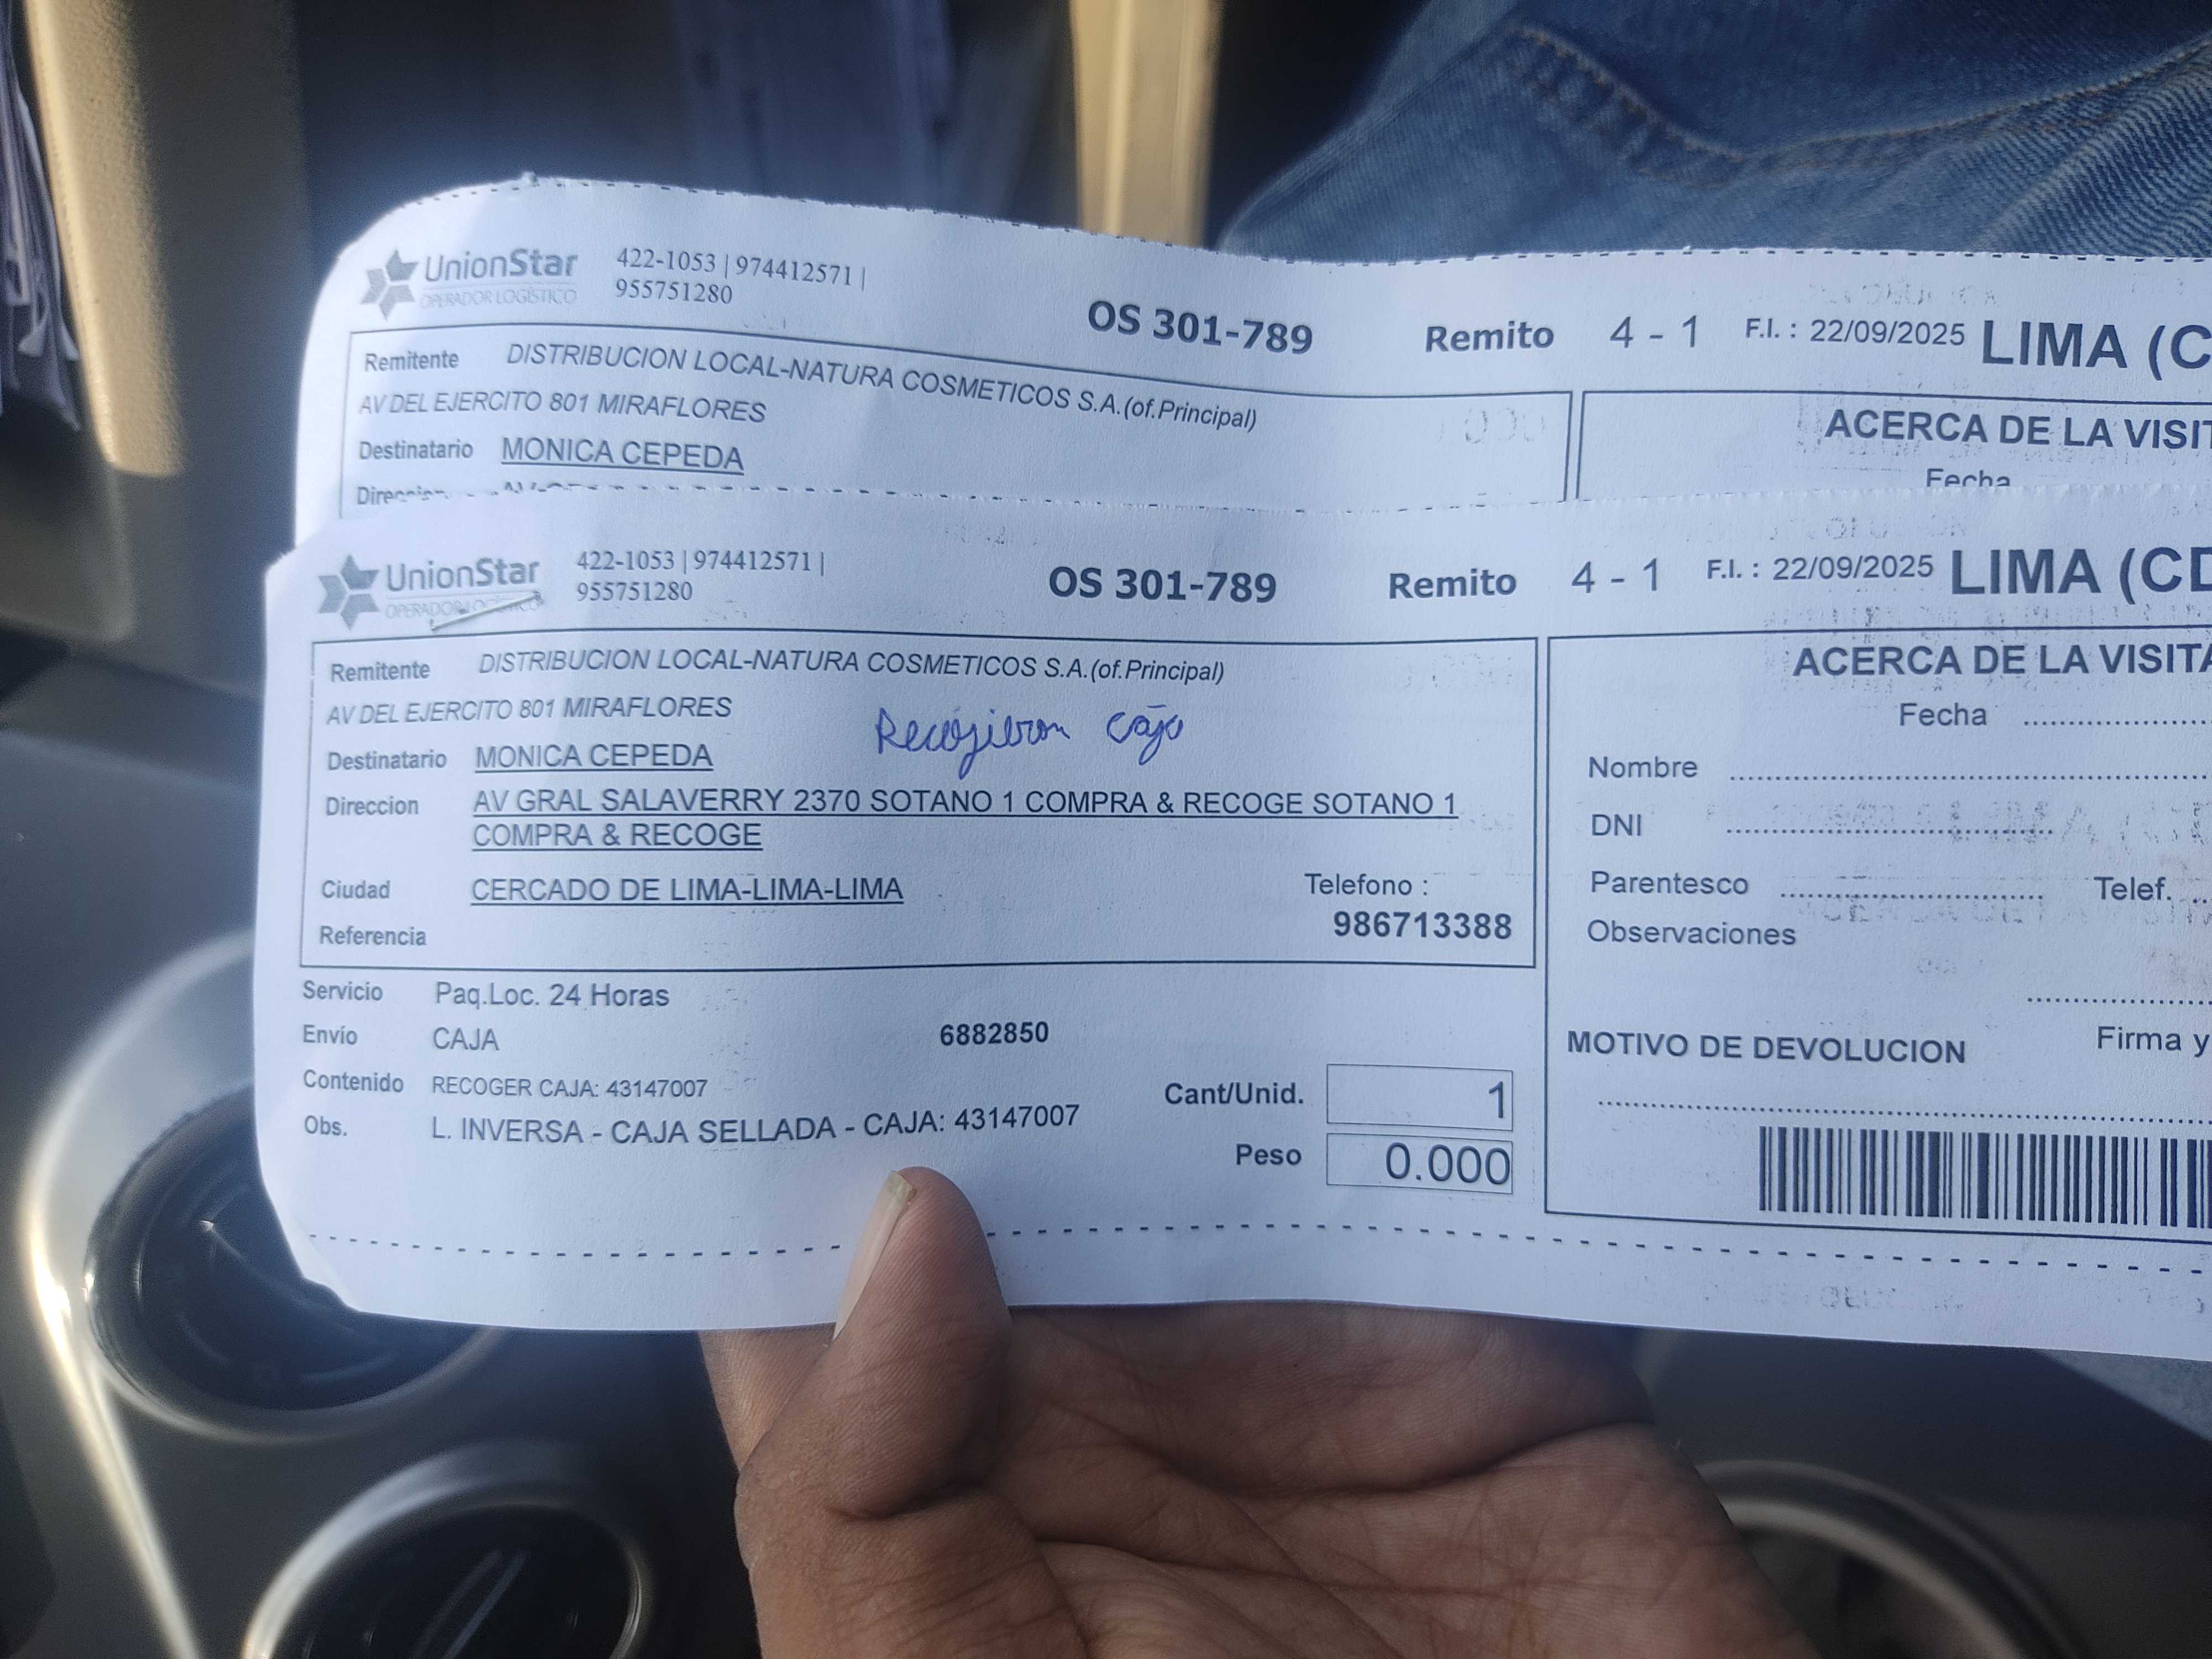 UnionStar
OPERADOR LOGÍSTICO
422-1053 | 974412571 |
955751280
OS 301-789
Remito 4 - 1 F.I. : 22/09/2025 LIMA (C
Remitente DISTRIBUCION LOCAL-NATURA COSMETICOS S.A.(of.Principal)
AV DEL EJERCITO 801 MIRAFLORES
Destinatario MONICA CEPEDA
ACERCA DE LA VISIT
Fecha
UnionStar
OPERADOR LOGÍSTICO
422-1053 | 974412571 |
955751280
OS 301-789
Remito 4 - 1 F.I. : 22/09/2025 LIMA (CD
Remitente DISTRIBUCION LOCAL-NATURA COSMETICOS S.A.(of.Principal)
AV DEL EJERCITO 801 MIRAFLORES
Recójieron caja
Destinatario MONICA CEPEDA
Direccion AV GRAL SALAVERRY 2370 SOTANO 1 COMPRA & RECOGE SOTANO 1
COMPRA & RECOGE
Ciudad CERCADO DE LIMA-LIMA-LIMA
Telefono :
986713388
Referencia
Servicio Paq.Loc. 24 Horas
Envío CAJA 6882850
Contenido RECOGER CAJA: 43147007
Obs. L. INVERSA - CAJA SELLADA - CAJA: 43147007
Cant/Unid. 1
Peso 0.000
ACERCA DE LA VISITA
Fecha
Nombre
DNI
Parentesco Telef.
Observaciones
Firma y
MOTIVO DE DEVOLUCION